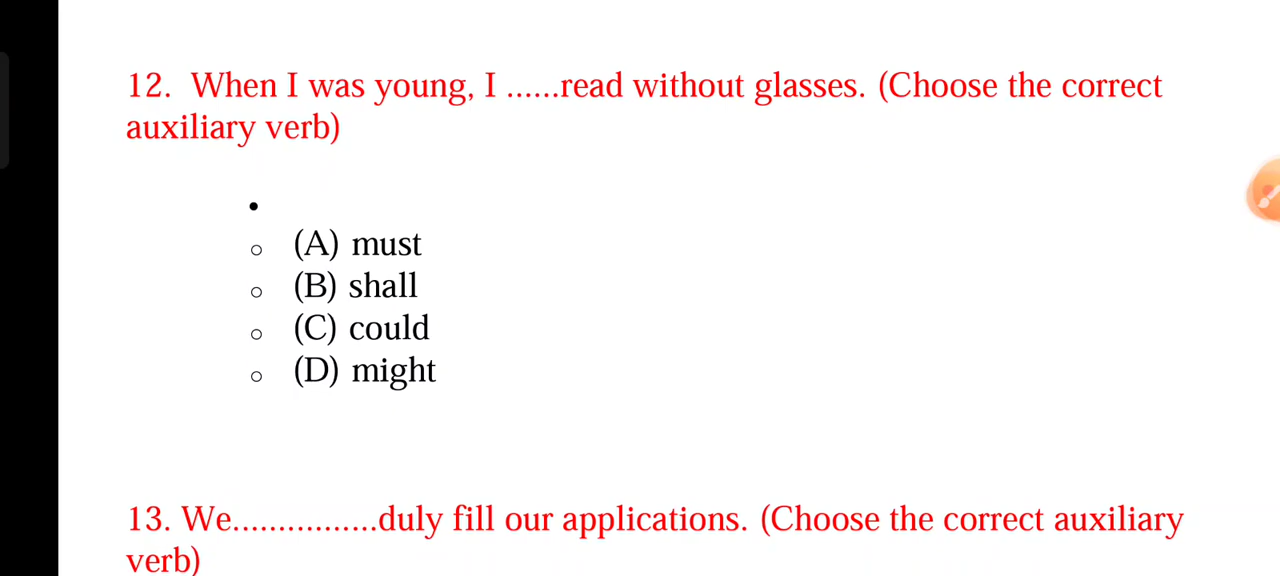 12. When I was young, I ......read without glasses. (Choose the correct
auxiliary verb)
(A) must
(B) shall
(C) could
(D) might
13. We................duly fill our applications. (Choose the correct auxiliary
verb)